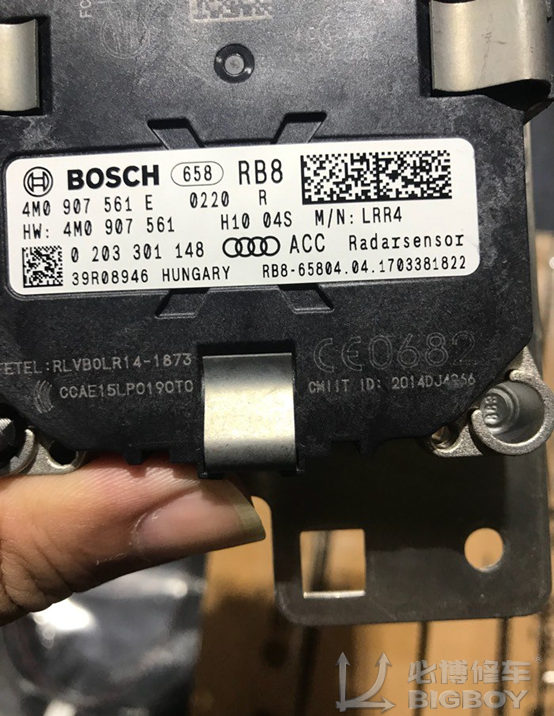 BOSCH 658 RB8
4M0 907 561 E 0220 R
HW: 4M0 907 561 H10 04S M/N: LRR4
0 203 301 148 ACC Radarsensor
39R08946 HUNGARY RB8-65804.04.1703381822
ETEL:RLVBOLR14-1873 CE0682
CCAE15LP0190T0 CMIIT ID: 2014DJ4266
必博修车
BIGBOY